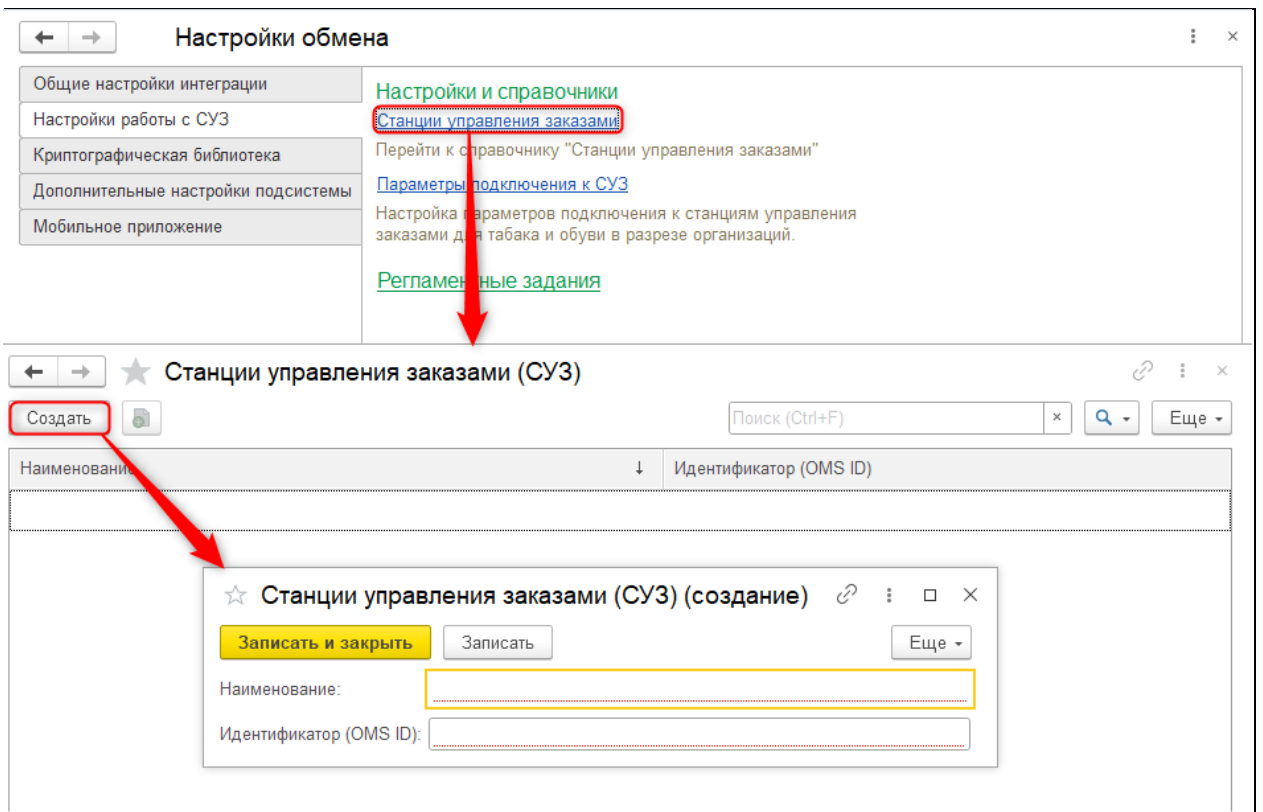 Настройки обмена
Общие настройки интеграции
Настройки работы с СУЗ
Криптографическая библиотека
Дополнительные настройки подсистемы
Мобильное приложение
Настройки и справочники
Станции управления заказами
Перейти к справочнику "Станции управления заказами"
Параметры подключения к СУЗ
Настройка параметров подключения к станциям управления
заказами для табака и обуви в разрезе организаций.
Регламентные задания
Станции управления заказами (СУЗ)
Создать
Поиск (Ctrl+F)
×
Еще
Наименование
↓
Идентификатор (OMS ID)
Станции управления заказами (СУЗ) (создание)
Записать и закрыть
Записать
Еще
Наименование:
Идентификатор (OMS ID):